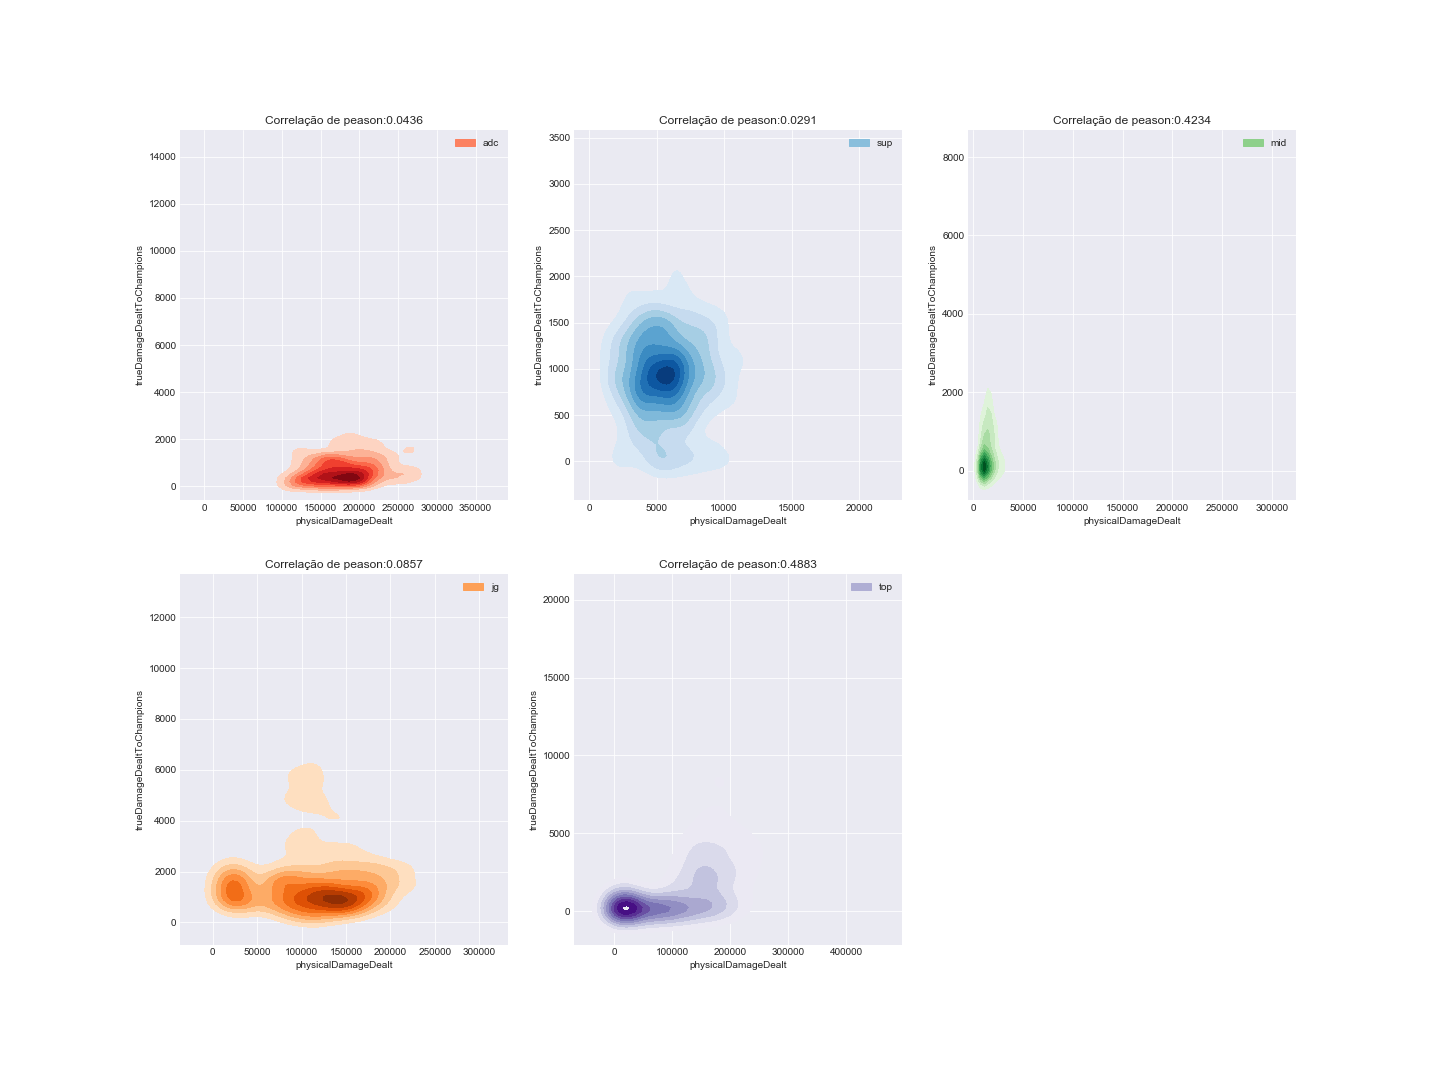 Correlação de peason:0.0436
adc
14000
12000
10000
8000
6000
4000
2000
0
trueDamageDealtToChampions
0 50000 100000 150000 200000 250000 300000 350000
physicalDamageDealt
Correlação de peason:0.0291
sup
3500
3000
2500
2000
1500
1000
500
0
trueDamageDealtToChampions
0 5000 10000 15000 20000
physicalDamageDealt
Correlação de peason:0.4234
mid
8000
6000
4000
2000
0
trueDamageDealtToChampions
0 50000 100000 150000 200000 250000 300000
physicalDamageDealt
Correlação de peason:0.0857
jg
12000
10000
8000
6000
4000
2000
0
trueDamageDealtToChampions
0 50000 100000 150000 200000 250000 300000
physicalDamageDealt
Correlação de peason:0.4883
top
20000
15000
10000
5000
0
trueDamageDealtToChampions
0 100000 200000 300000 400000
physicalDamageDealt